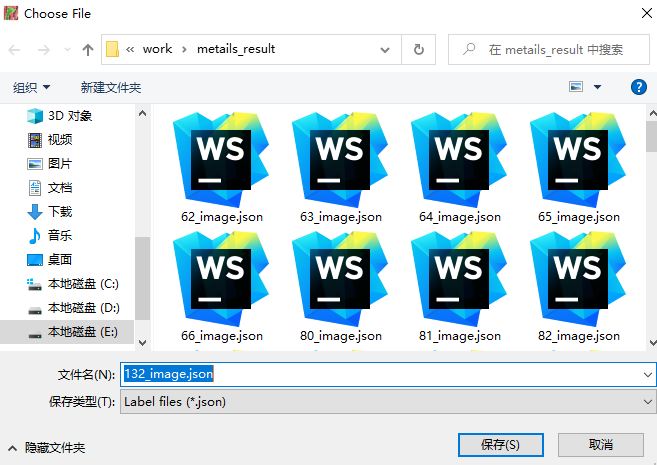 Choose File
« work › metails_result
在 metails_result 中搜索
组织
新建文件夹
?
3D 对象
视频
图片
文档
下载
音乐
桌面
本地磁盘 (C:)
本地磁盘 (D:)
本地磁盘 (E:)
WS WS WS WS
62_image.json 63_image.json 64_image.json 65_image.json
WS WS WS WS
66_image.json 80_image.json 81_image.json 82_image.json
文件名(N): 132_image.json
保存类型(T): Label files (*.json)
隐藏文件夹
保存(S)
取消